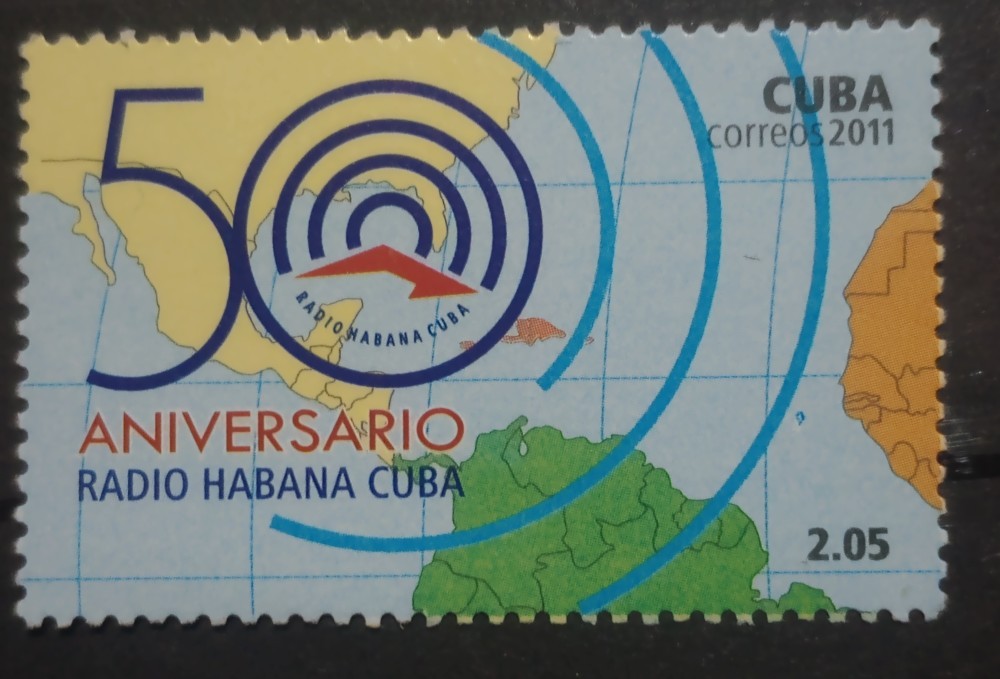 CUBA
correos 2011
50
RADIO HABANA CUBA
ANIVERSARIO
RADIO HABANA CUBA
2.05